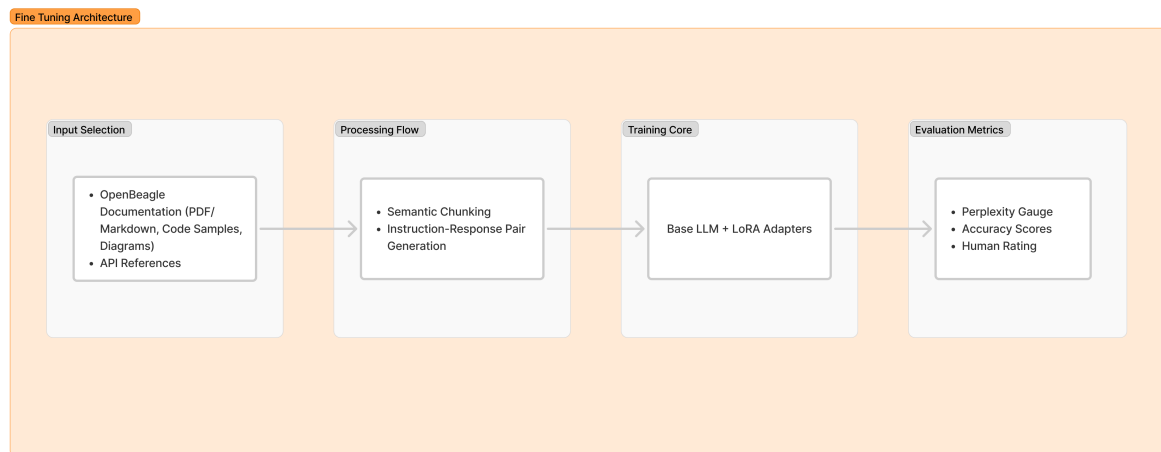 Fine Tuning Architecture
Input Selection
• OpenBeagle
Documentation (PDF/
Markdown, Code Samples,
Diagrams)
• API References
Processing Flow
• Semantic Chunking
• Instruction-Response Pair
Generation
Training Core
Base LLM + LoRA Adapters
Evaluation Metrics
• Perplexity Gauge
• Accuracy Scores
• Human Rating